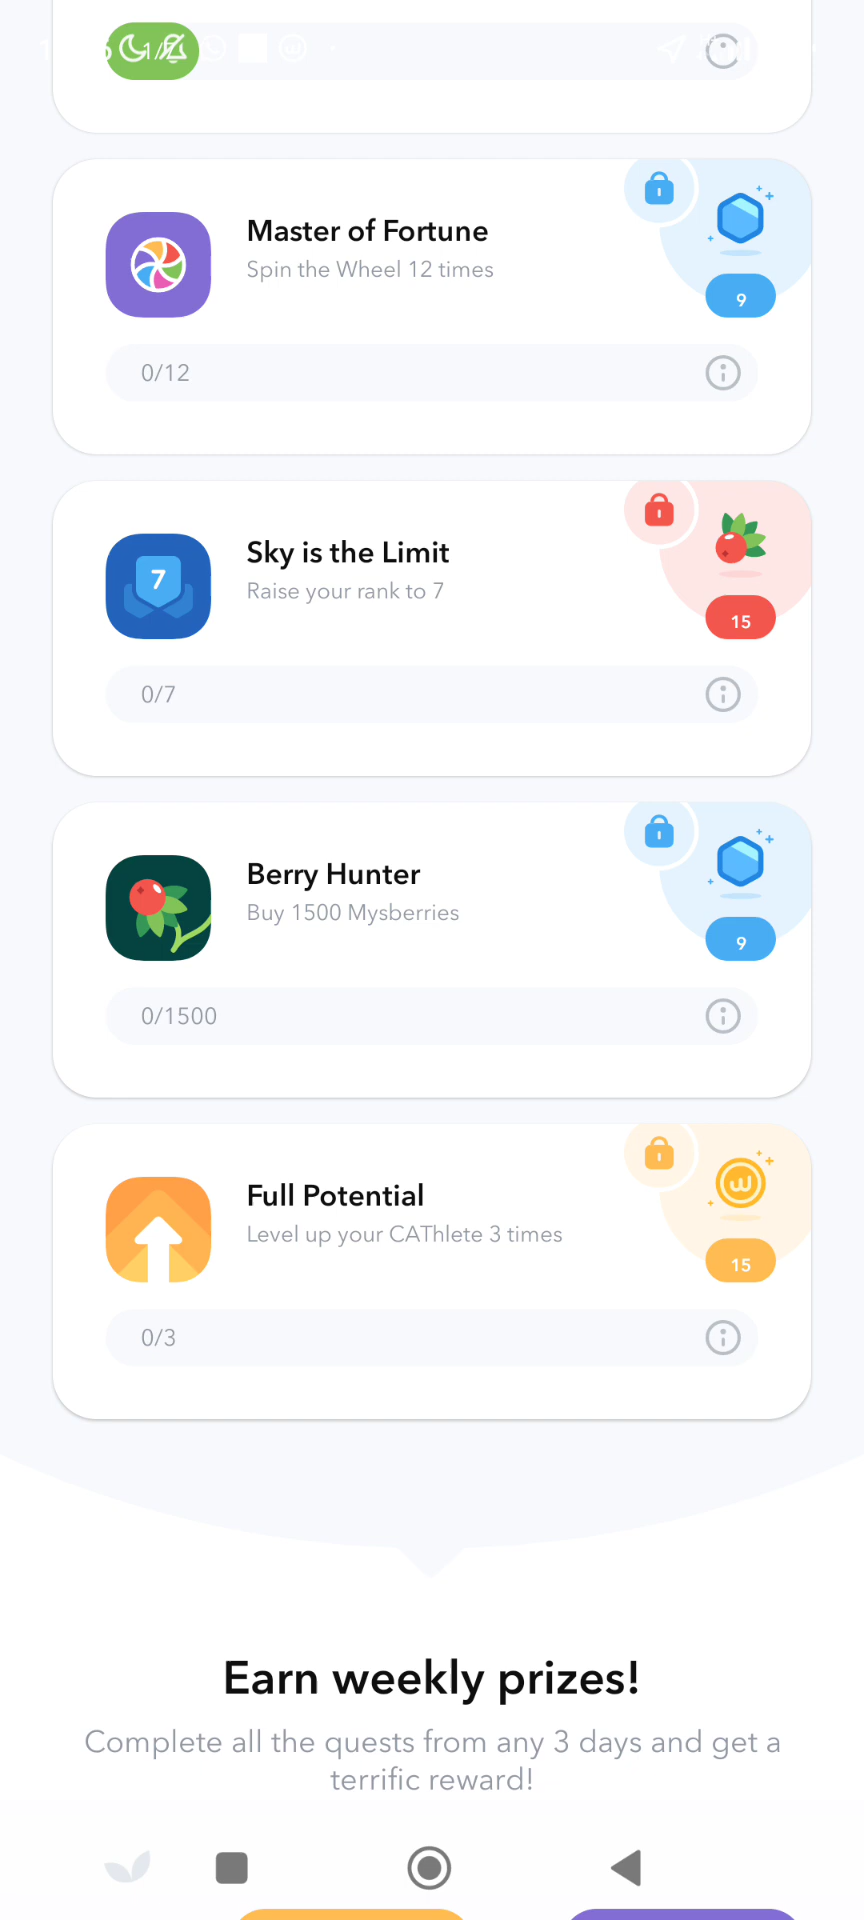 1/7
Master of Fortune
Spin the Wheel 12 times
9
0/12
7
Sky is the Limit
Raise your rank to 7
15
0/7
Berry Hunter
Buy 1500 Mysberries
9
0/1500
Full Potential
Level up your CAThlete 3 times
15
0/3
Earn weekly prizes!
Complete all the quests from any 3 days and get a
terrific reward!